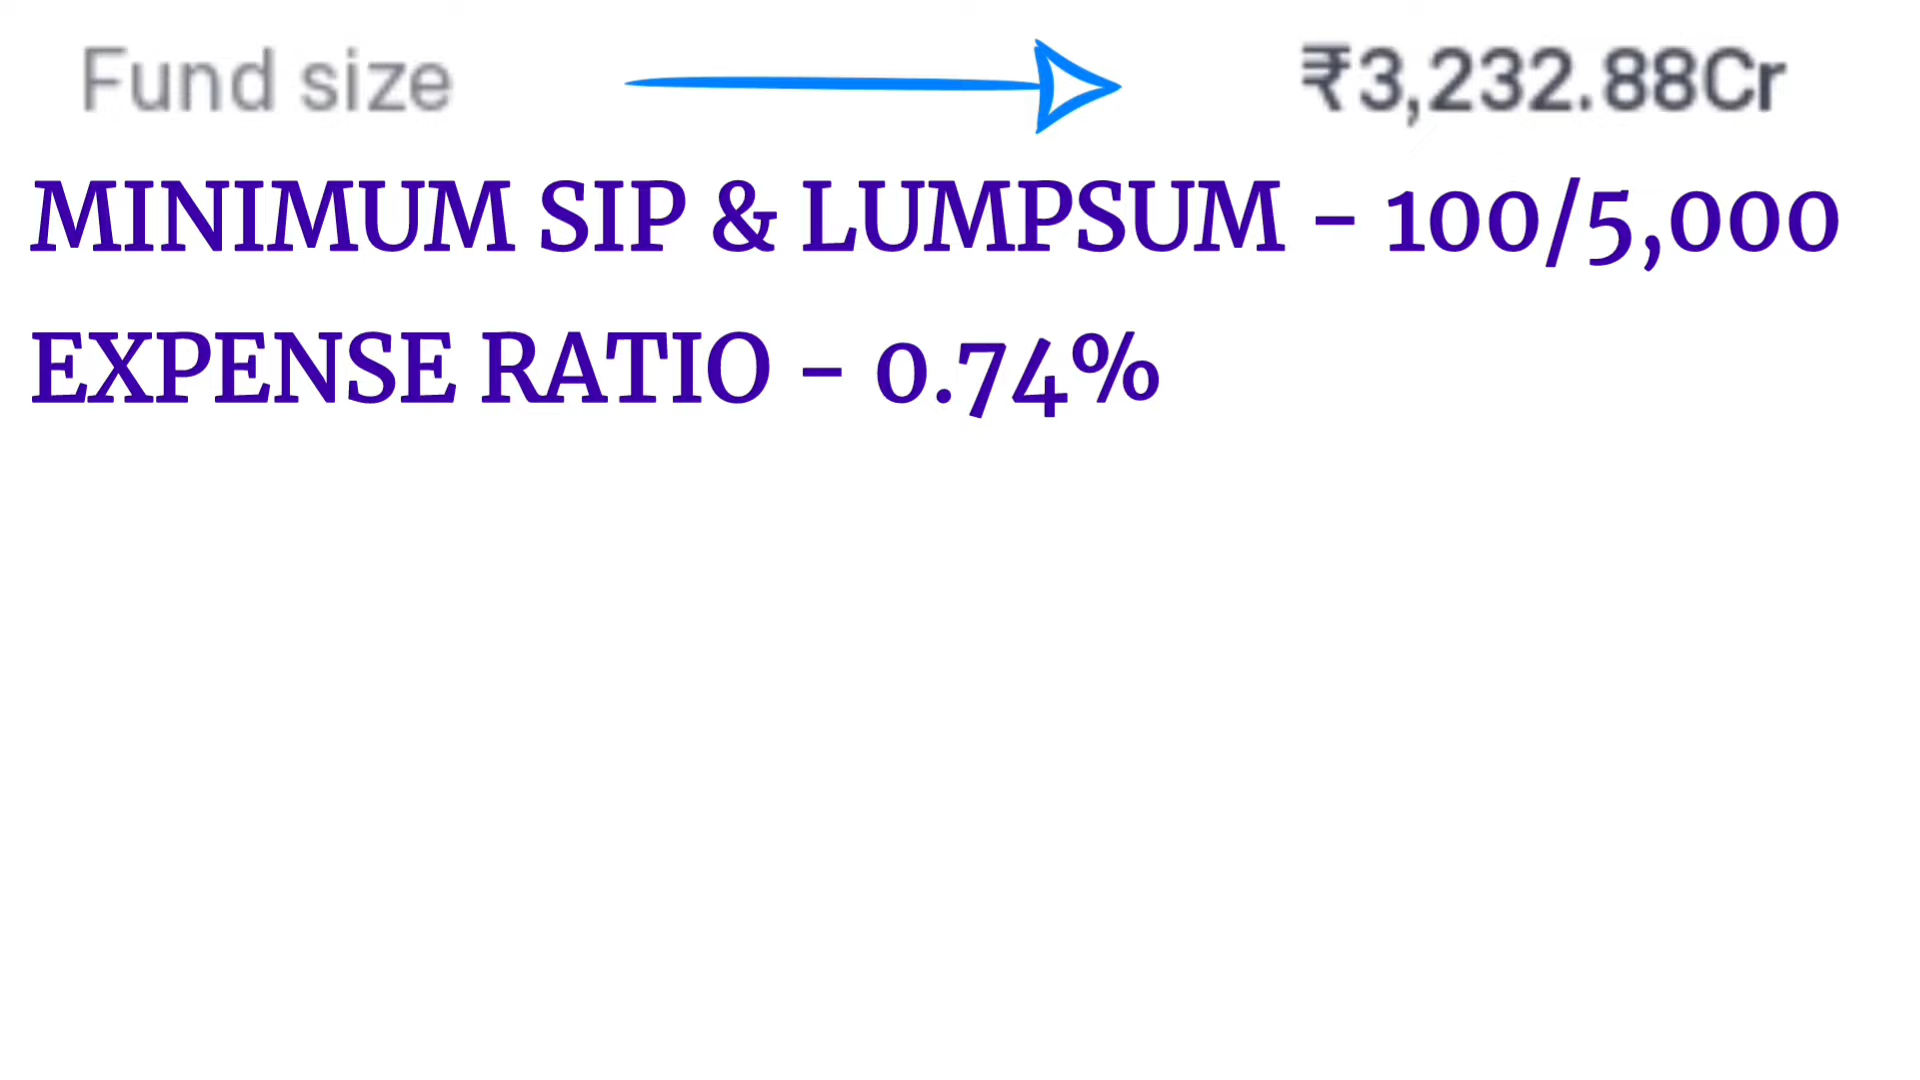 Fund size ₹3,232.88Cr
MINIMUM SIP & LUMPSUM - 100/5,000
EXPENSE RATIO - 0.74%